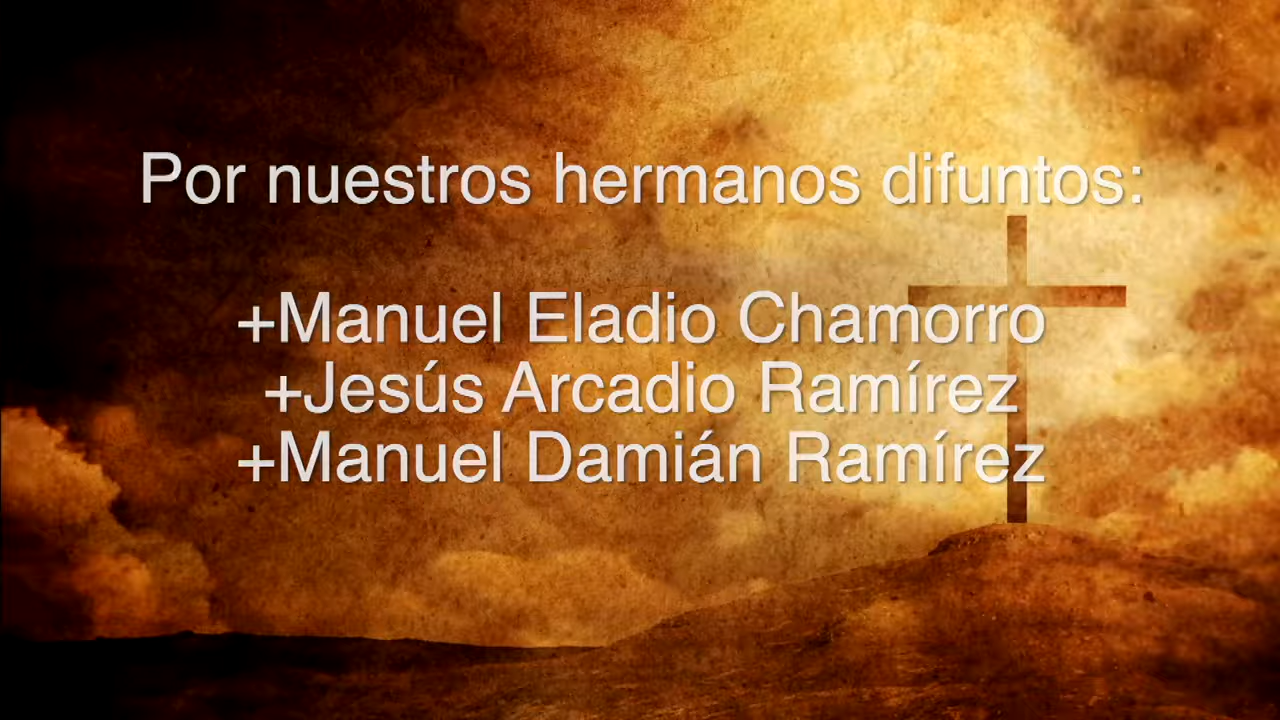 Por nuestros hermanos difuntos:
+Manuel Eladio Chamorro
+Jesús Arcadio Ramírez
+Manuel Damián Ramírez